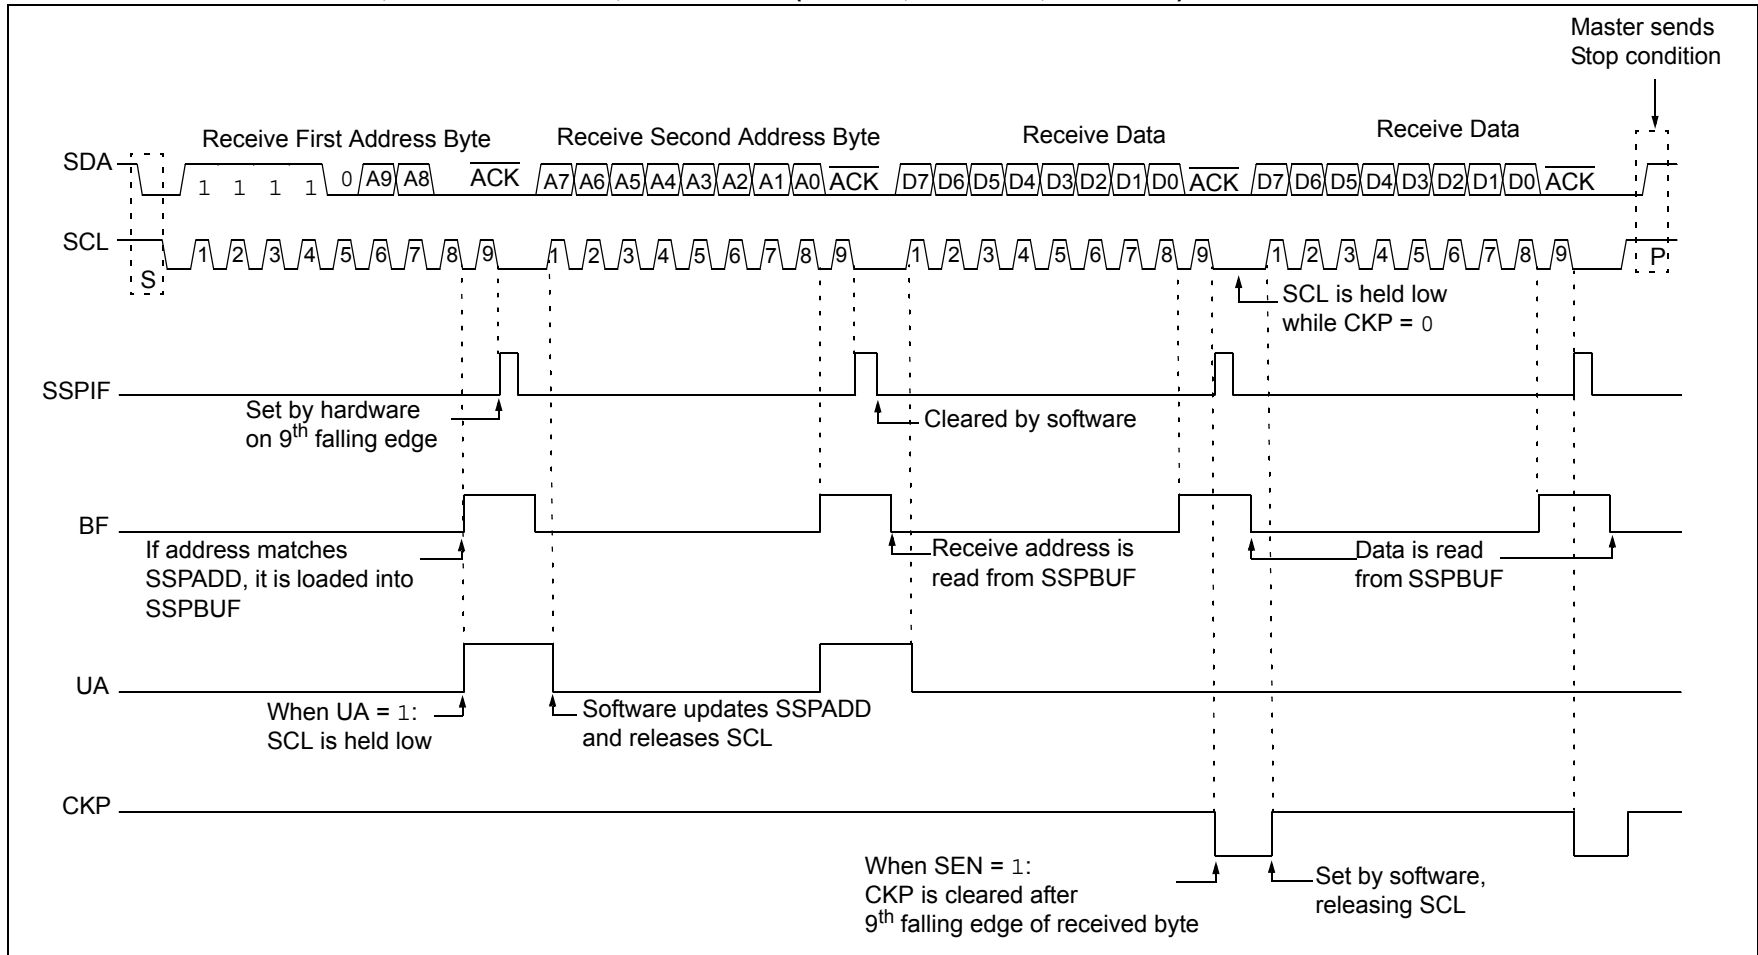 Master sends
Stop condition
Receive First Address Byte
Receive Second Address Byte
Receive Data
Receive Data
SDA
1 1 1 1 0 A9 A8 ACK A7 A6 A5 A4 A3 A2 A1 A0 ACK D7 D6 D5 D4 D3 D2 D1 D0 ACK D7 D6 D5 D4 D3 D2 D1 D0 ACK
SCL
S 1 2 3 4 5 6 7 8 9 1 2 3 4 5 6 7 8 9 1 2 3 4 5 6 7 8 9 1 2 3 4 5 6 7 8 9 P
SCL is held low
while CKP = 0
SSPIF
Set by hardware
on 9th falling edge
Cleared by software
BF
If address matches
SSPADD, it is loaded into
SSPBUF
Receive address is
read from SSPBUF
Data is read
from SSPBUF
UA
When UA = 1:
SCL is held low
Software updates SSPADD
and releases SCL
CKP
When SEN = 1:
CKP is cleared after
9th falling edge of received byte
Set by software,
releasing SCL